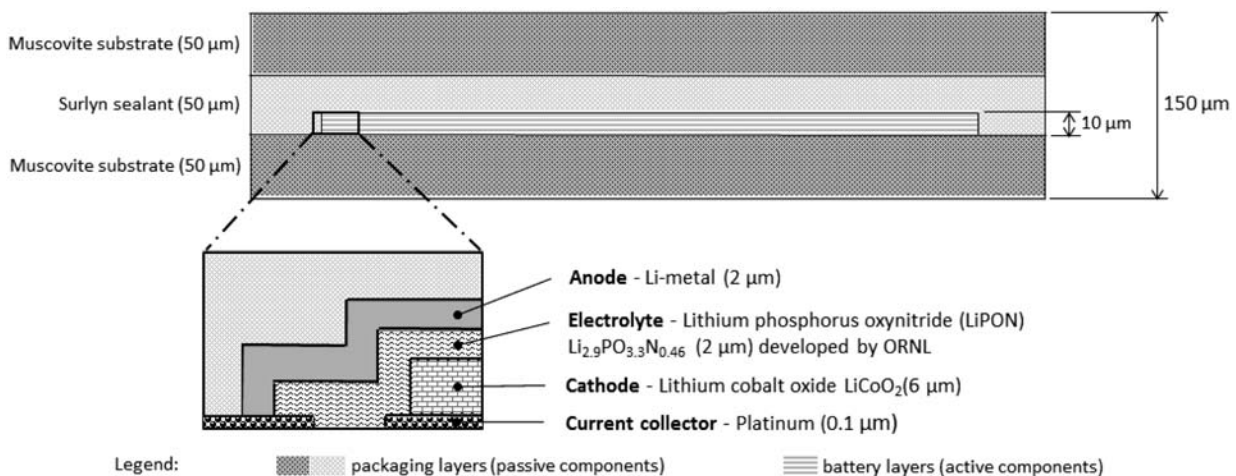 Muscovite substrate (50 μm)
Surlyn sealant (50 μm)
Muscovite substrate (50 μm)
10 μm
150 μm
Anode - Li-metal (2 μm)
Electrolyte - Lithium phosphorus oxynitride (LiPON)
Li₂.₉PO₃.₃N₀.₄₆ (2 μm) developed by ORNL
Cathode - Lithium cobalt oxide LiCoO₂(6 μm)
Current collector - Platinum (0.1 μm)
Legend: packaging layers (passive components) battery layers (active components)